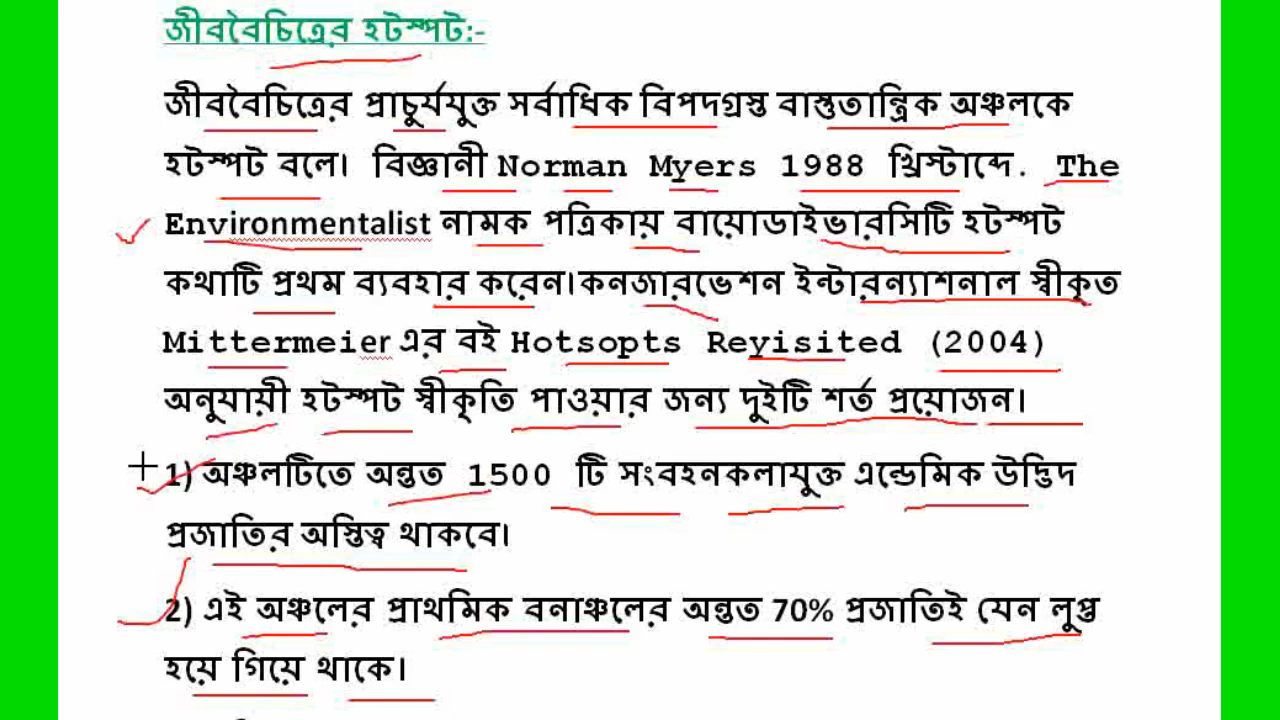 জীববৈচিত্রের হটস্পট:-
জীববৈচিত্রের প্রাচুর্যযুক্ত সর্বাধিক বিপদগ্রস্ত বাস্তুতান্ত্রিক অঞ্চলকে
হটস্পট বলে। বিজ্ঞানী Norman Myers 1988 খ্রিস্টাব্দে. The
Environmentalist নামক পত্রিকায় বায়োডাইভারসিটি হটস্পট
কথাটি প্রথম ব্যবহার করেন।কনজারভেশন ইন্টারন্যাশনাল স্বীকৃত
Mittermeier এর বই Hotsopts Reyisited (2004)
অনুযায়ী হটস্পট স্বীকৃতি পাওয়ার জন্য দুইটি শর্ত প্রয়োজন।
1) অঞ্চলটিতে অন্তত 1500 টি সংবহনকলাযুক্ত এন্ডেমিক উদ্ভিদ
প্রজাতির অস্তিত্ব থাকবে।
2) এই অঞ্চলের প্রাথমিক বনাঞ্চলের অন্তত 70% প্রজাতিই যেন লুপ্ত
হয়ে গিয়ে থাকে।